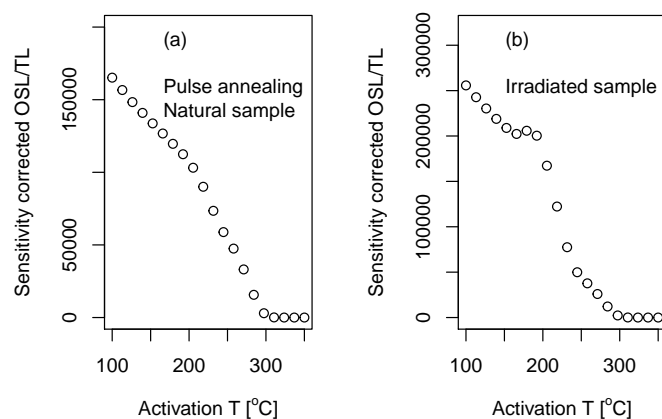 (a)
Pulse annealing
Natural sample
Sensitivity corrected OSL/TL
0
50000
150000
100
200
300
Activation T [°C]
(b)
Irradiated sample
Sensitivity corrected OSL/TL
0
100000
200000
300000
100
200
300
Activation T [°C]